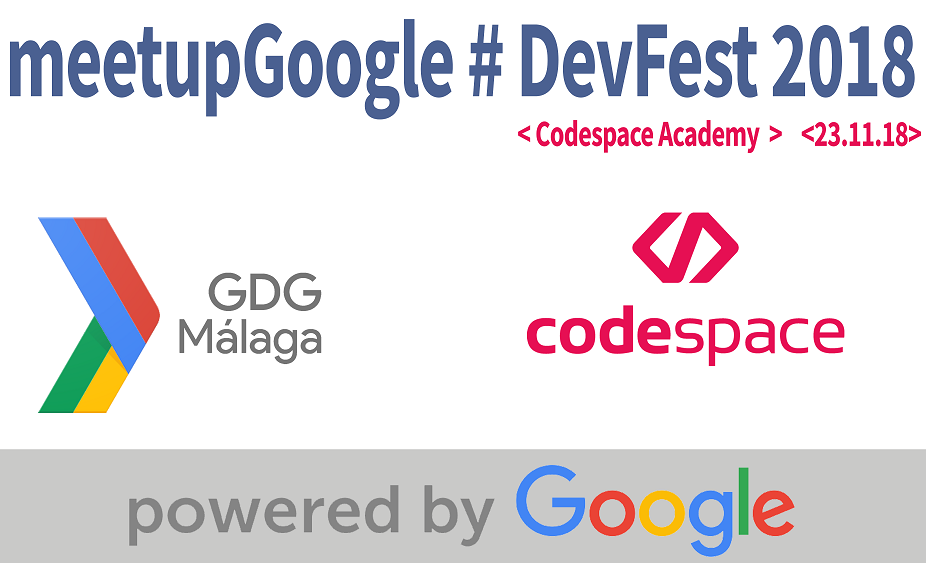 meetupGoogle # DevFest 2018
< Codespace Academy > <23.11.18>
GDG
Málaga
codespace
powered by Google